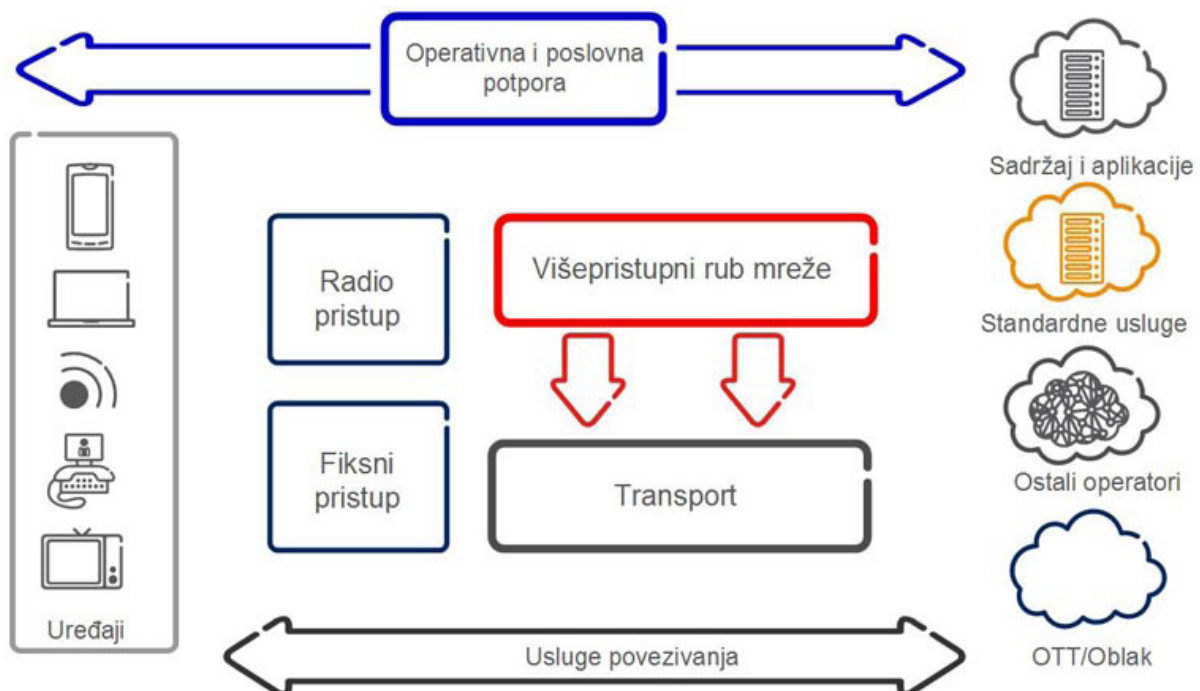 Operativna i poslovna
potpora
Sadržaj i aplikacije
Radio
pristup
Višepristupni rub mreže
Standardne usluge
Fiksni
pristup
Transport
Ostali operatori
Uređaji
Usluge povezivanja
OTT/Oblak